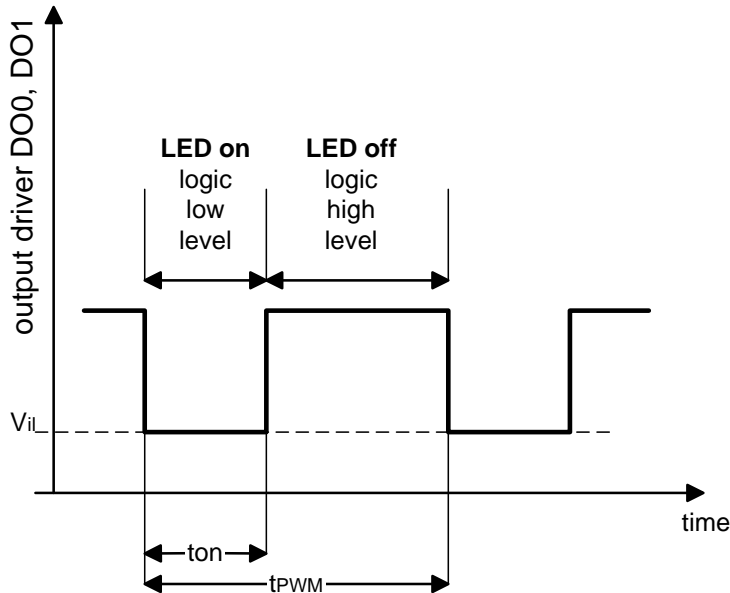 output driver DO0, DO1
LED on
logic
low
level
LED off
logic
high
level
Vil
time
ton
tPWM